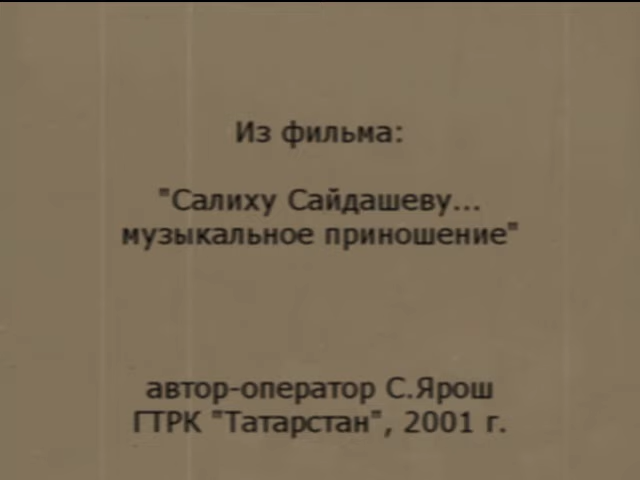 Из фильма:
"Салиху Сайдашеву...
музыкальное приношение"
автор-оператор С.Ярош
ГТРК "Татарстан", 2001 г.